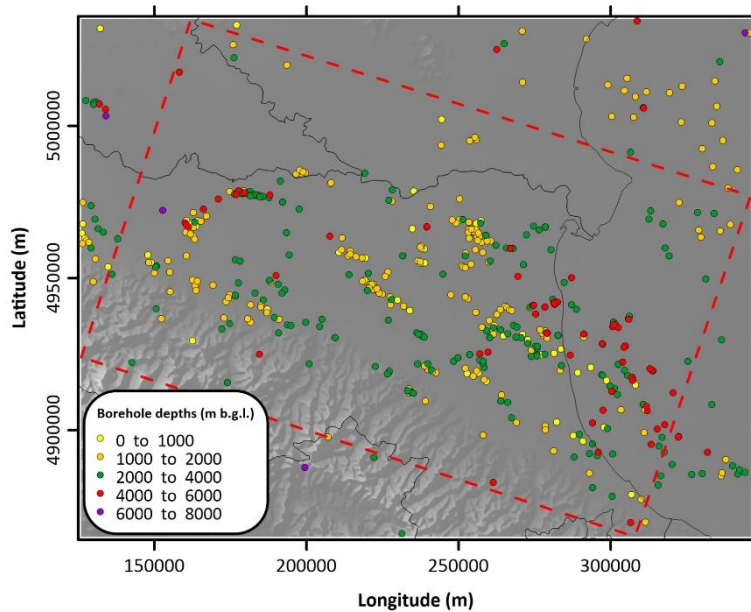 5000000
4950000
4900000
Latitude (m)
Borehole depths (m b.g.l.)
0 to 1000
1000 to 2000
2000 to 4000
4000 to 6000
6000 to 8000
150000 200000 250000 300000
Longitude (m)